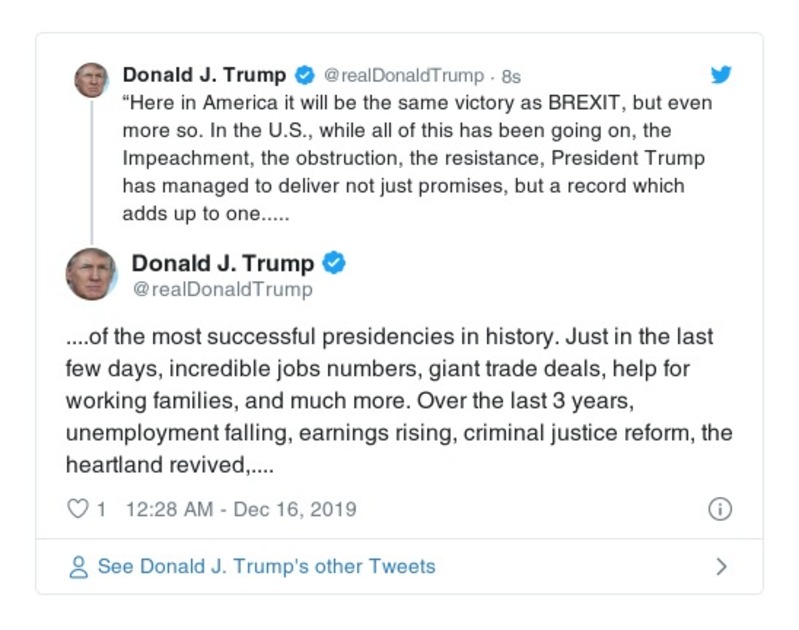 Donald J. Trump @realDonaldTrump · 8s
“Here in America it will be the same victory as BREXIT, but even
more so. In the U.S., while all of this has been going on, the
Impeachment, the obstruction, the resistance, President Trump
has managed to deliver not just promises, but a record which
adds up to one.....
Donald J. Trump
@realDonaldTrump
....of the most successful presidencies in history. Just in the last
few days, incredible jobs numbers, giant trade deals, help for
working families, and much more. Over the last 3 years,
unemployment falling, earnings rising, criminal justice reform, the
heartland revived,....
1 12:28 AM - Dec 16, 2019
See Donald J. Trump's other Tweets